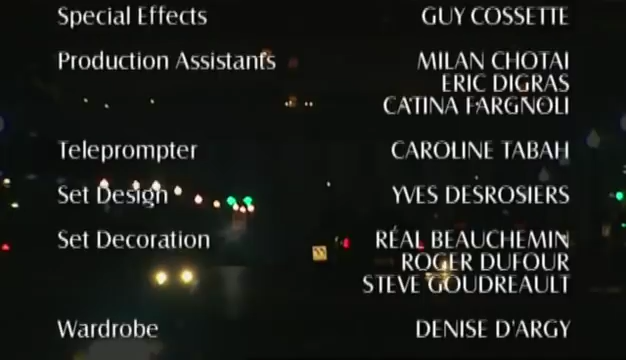 Special Effects GUY COSSETTE
Production Assistants MILAN CHOTAI
ERIC DIGRAS
CATINA FARGNOLI
Teleprompter CAROLINE TABAH
Set Design YVES DESROSIERS
Set Decoration RÉAL BEAUCHEMIN
ROGER DUFOUR
STEVE GOUDREAULT
Wardrobe DENISE D'ARGY